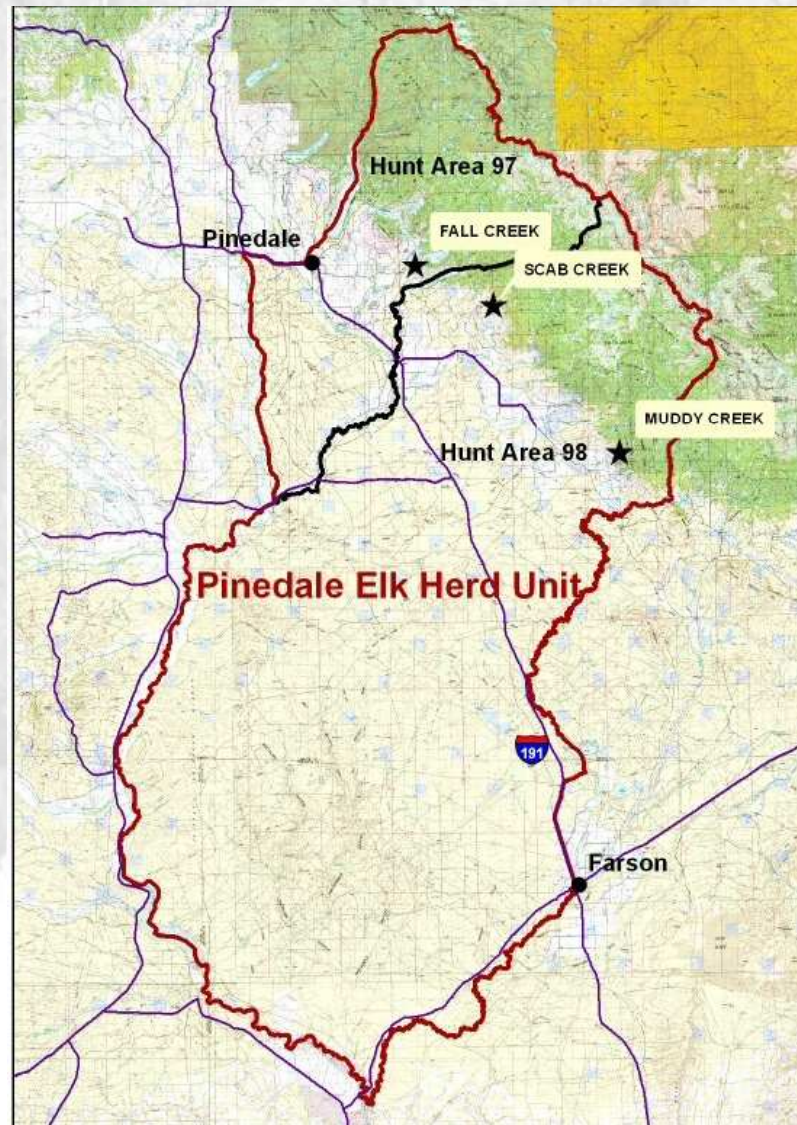 Hunt Area 97
FALL CREEK
Pinedale
SCAB CREEK
MUDDY CREEK
Hunt Area 98
Pinedale Elk Herd Unit
191
Farson